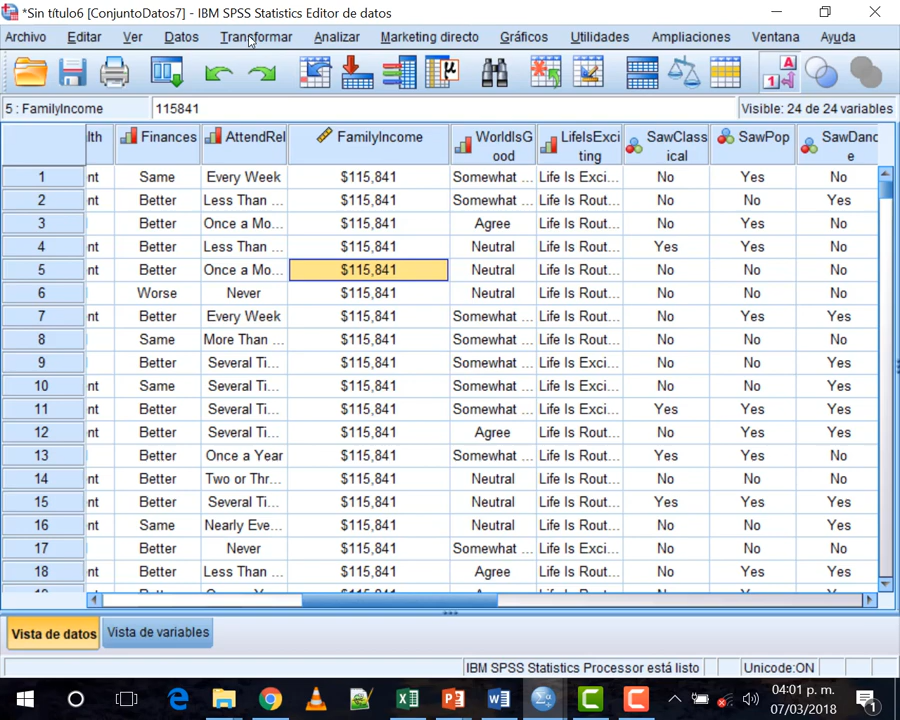 *Sin título6 [ConjuntoDatos7] - IBM SPSS Statistics Editor de datos
Archivo Editar Ver Datos Transformar Analizar Marketing directo Gráficos Utilidades Ampliaciones Ventana Ayuda
5 : FamilyIncome 115841 Visible: 24 de 24 variables
lth Finances AttendRel FamilyIncome WorldIsG LifeIsExci SawClass SawPop SawDanc
ood ting ical e
1 nt Same Every Week $115,841 Somewhat ... Life Is Exci... No Yes No
2 nt Better Less Than ... $115,841 Somewhat ... Life Is Rout... No No Yes
3 nt Better Once a Mo... $115,841 Agree Life Is Rout... No Yes No
4 nt Better Less Than ... $115,841 Neutral Life Is Rout... Yes Yes No
5 nt Better Once a Mo... $115,841 Neutral Life Is Rout... No No No
6 nt Worse Never $115,841 Neutral Life Is Rout... No No No
7 nt Better Every Week $115,841 Somewhat ... Life Is Rout... No Yes Yes
8 nt Same More Than ... $115,841 Somewhat ... Life Is Rout... No No No
9 nt Better Several Ti... $115,841 Somewhat ... Life Is Exci... No No Yes
10 nt Same Several Ti... $115,841 Somewhat ... Life Is Exci... No No Yes
11 nt Better Several Ti... $115,841 Somewhat ... Life Is Exci... Yes No No
12 nt Better Several Ti... $115,841 Agree Life Is Rout... No Yes Yes
13 nt Better Once a Year $115,841 Somewhat ... Life Is Rout... Yes Yes No
14 nt Better Two or Thr... $115,841 Neutral Life Is Rout... No No No
15 nt Better Several Ti... $115,841 Neutral Life Is Rout... Yes Yes Yes
16 nt Same Nearly Eve... $115,841 Neutral Life Is Rout... No No Yes
17 nt Better Never $115,841 Somewhat ... Life Is Exci... No No No
18 nt Better Less Than ... $115,841 Agree Life Is Rout... No Yes Yes
Vista de datos Vista de variables
IBM SPSS Statistics Processor está listo Unicode:ON
04:01 p. m.
07/03/2018